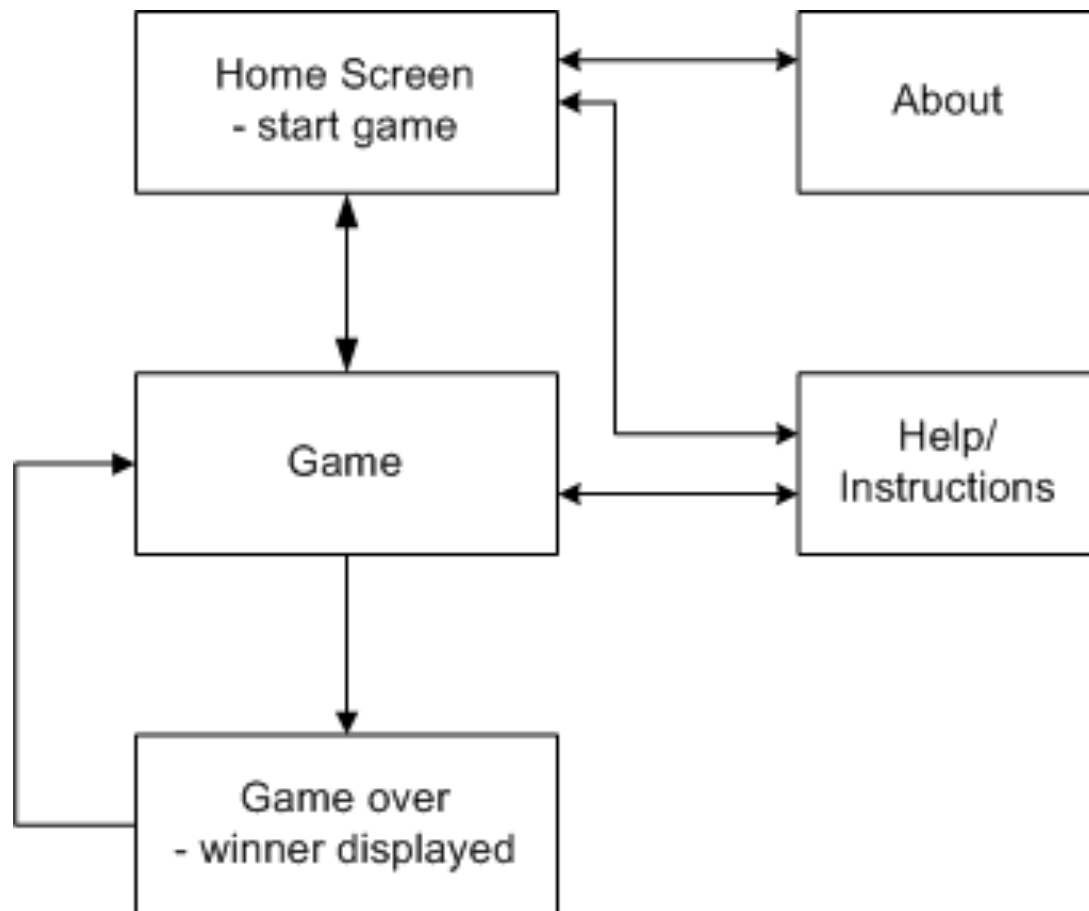 Home Screen
- start game
About
Game
Help/
Instructions
Game over
- winner displayed